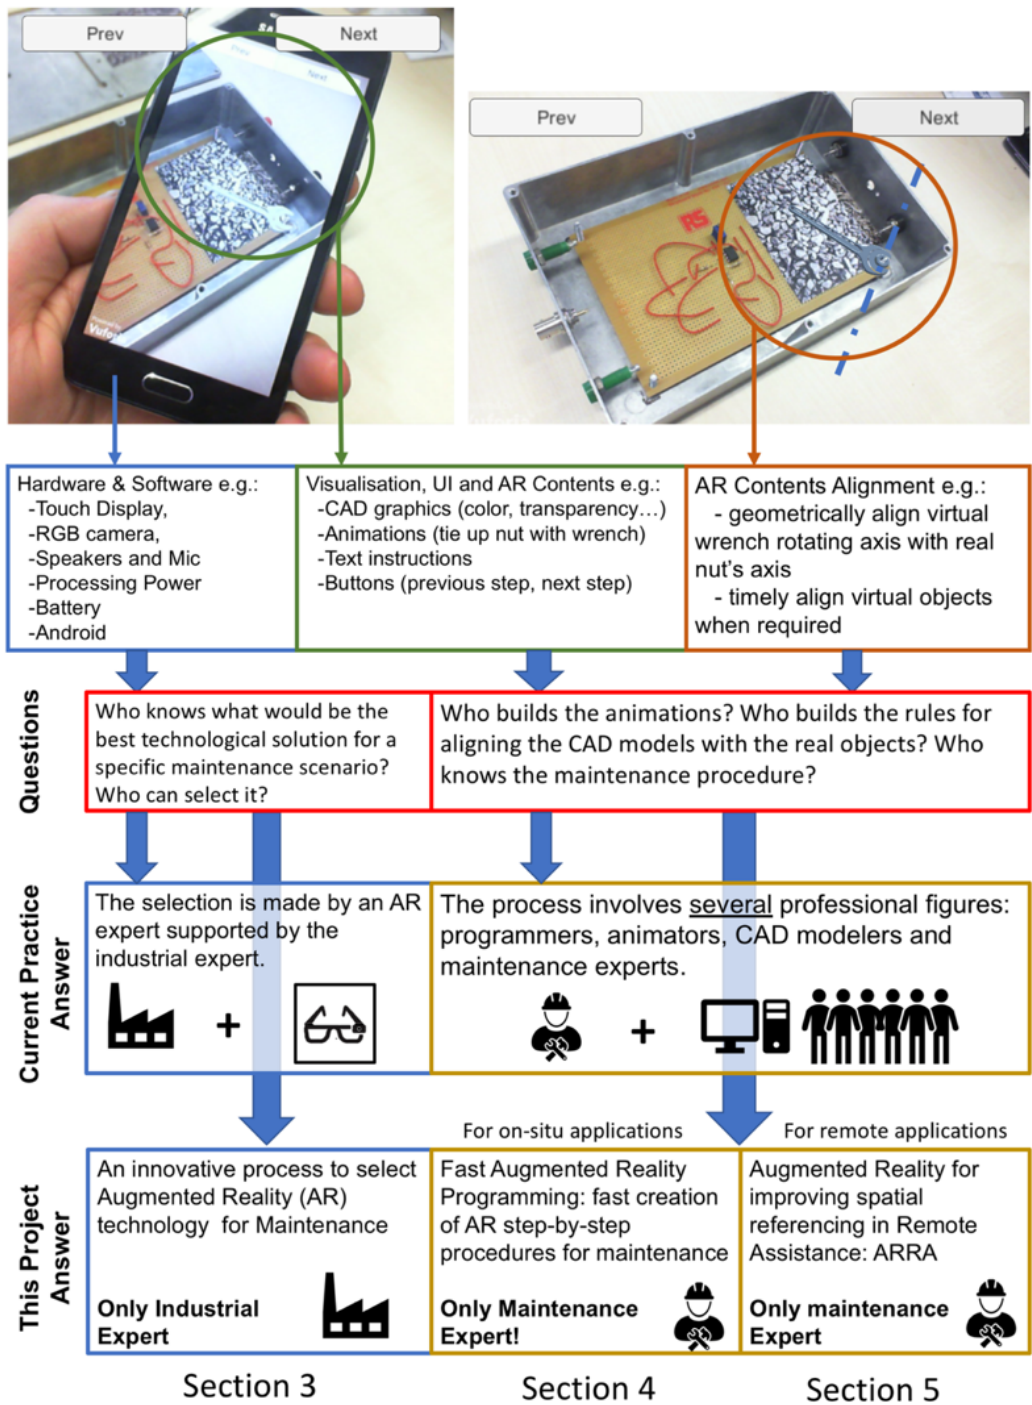 Prev
Next
Prev
Next
Prev
Next
RS
Hardware & Software e.g.:
-Touch Display,
-RGB camera,
-Speakers and Mic
-Processing Power
-Battery
-Android
Visualisation, UI and AR Contents e.g.:
-CAD graphics (color, transparency…)
-Animations (tie up nut with wrench)
-Text instructions
-Buttons (previous step, next step)
AR Contents Alignment e.g.:
- geometrically align virtual
wrench rotating axis with real
nut's axis
- timely align virtual objects
when required
Questions
Who knows what would be the
best technological solution for a
specific maintenance scenario?
Who can select it?
Who builds the animations? Who builds the rules for
aligning the CAD models with the real objects? Who
knows the maintenance procedure?
Current Practice
Answer
The selection is made by an AR
expert supported by the
industrial expert.
+
The process involves several professional figures:
programmers, animators, CAD modelers and
maintenance experts.
+
For on-situ applications
For remote applications
This Project
Answer
An innovative process to select
Augmented Reality (AR)
technology for Maintenance
Only Industrial
Expert
Fast Augmented Reality
Programming: fast creation
of AR step-by-step
procedures for maintenance
Only Maintenance
Expert!
Augmented Reality for
improving spatial
referencing in Remote
Assistance: ARRA
Only maintenance
Expert
Section 3
Section 4
Section 5